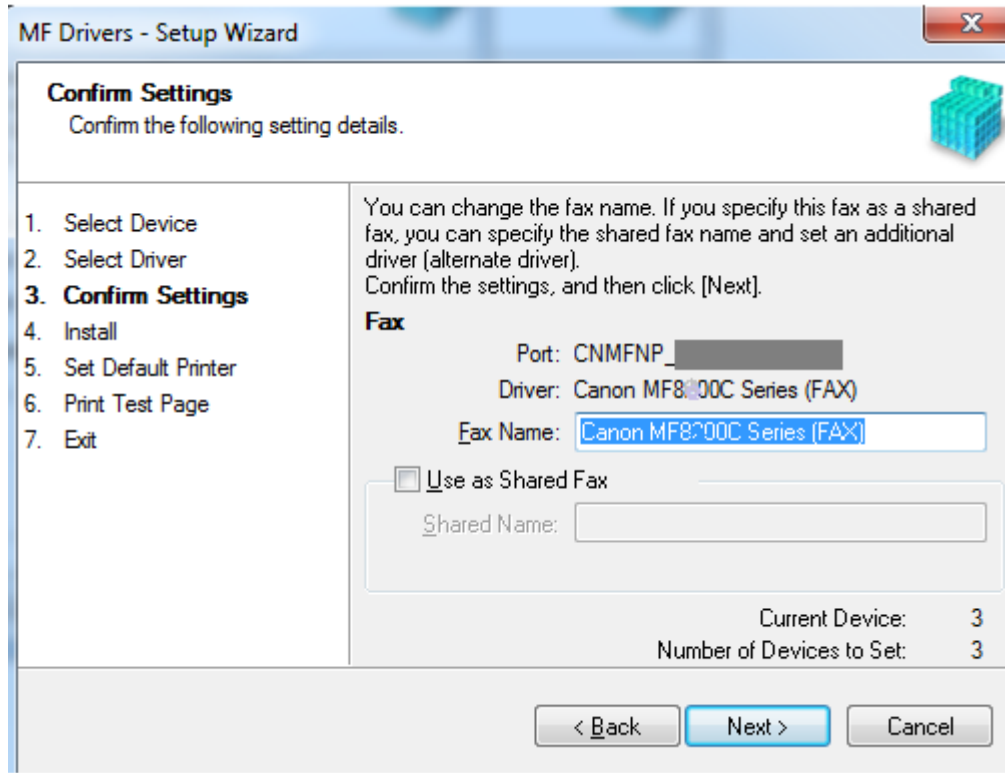 MF Drivers - Setup Wizard
Confirm Settings
Confirm the following setting details.
1. Select Device
2. Select Driver
3. Confirm Settings
4. Install
5. Set Default Printer
6. Print Test Page
7. Exit
You can change the fax name. If you specify this fax as a shared
fax, you can specify the shared fax name and set an additional
driver (alternate driver).
Confirm the settings, and then click [Next].
Fax
Port: CNMFNP_
Driver: Canon Series (FAX)
Fax Name: Canon Series (FAX)
Use as Shared Fax
Shared Name:
Current Device: 3
Number of Devices to Set: 3
< Back
Next >
Cancel